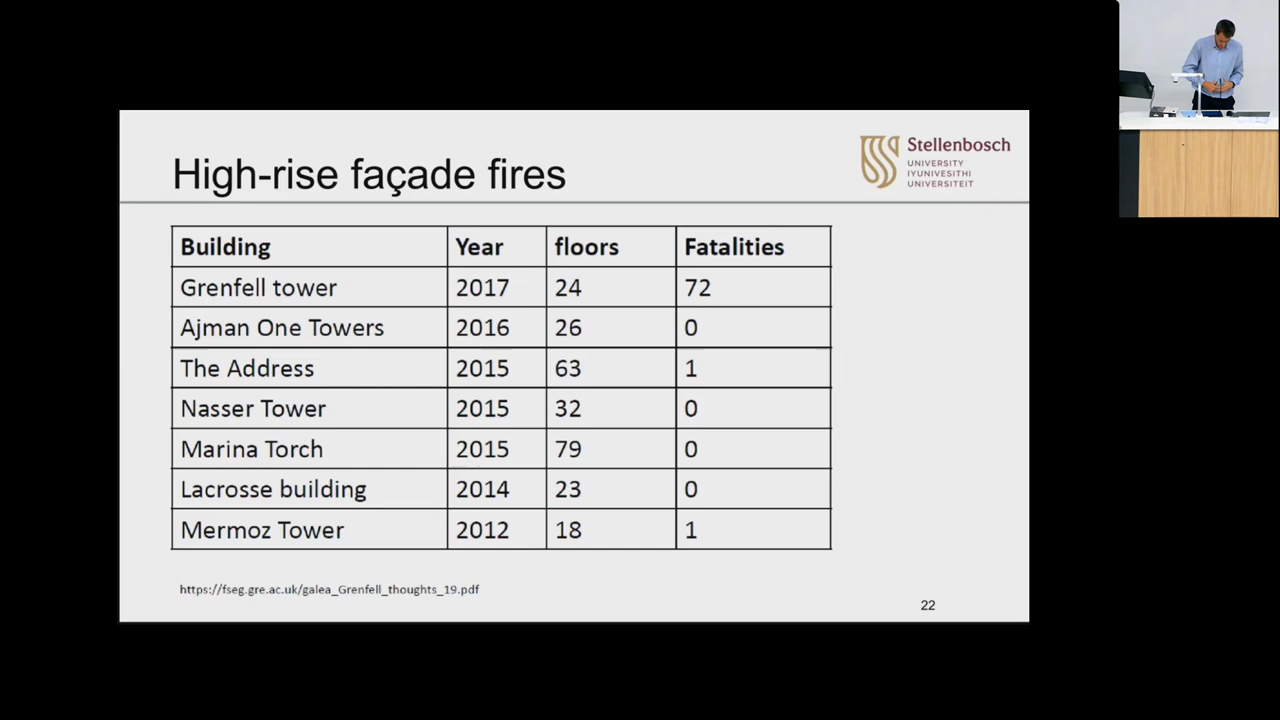 High-rise façade fires
Stellenbosch
UNIVERSITY
IYUNIVESITHI
UNIVERSITEIT
Building Year floors Fatalities
Grenfell tower 2017 24 72
Ajman One Towers 2016 26 0
The Address 2015 63 1
Nasser Tower 2015 32 0
Marina Torch 2015 79 0
Lacrosse building 2014 23 0
Mermoz Tower 2012 18 1
https://fseg.gre.ac.uk/galea_Grenfell_thoughts_19.pdf
22